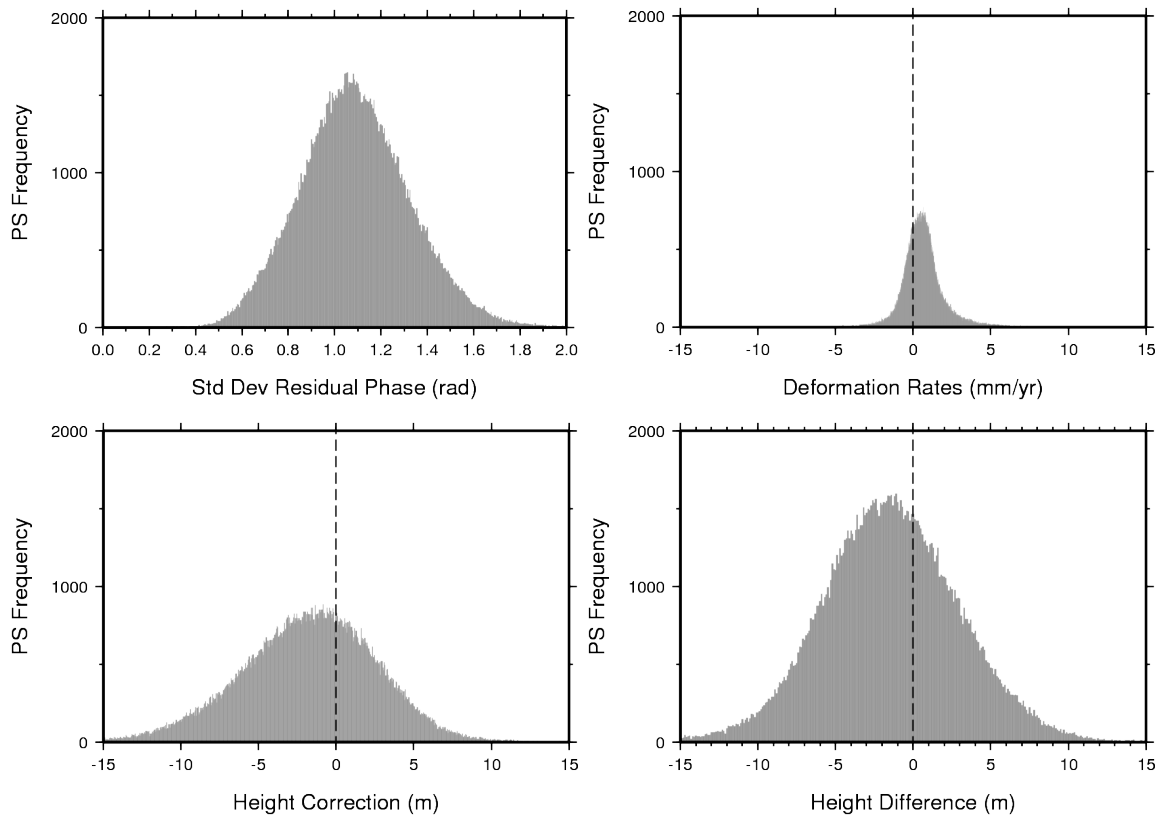 2000
1000
0
PS Frequency
0.0 0.2 0.4 0.6 0.8 1.0 1.2 1.4 1.6 1.8 2.0
Std Dev Residual Phase (rad)
2000
1000
0
PS Frequency
-15 -10 -5 0 5 10 15
Deformation Rates (mm/yr)
2000
1000
0
PS Frequency
-15 -10 -5 0 5 10 15
Height Correction (m)
2000
1000
0
PS Frequency
-15 -10 -5 0 5 10 15
Height Difference (m)